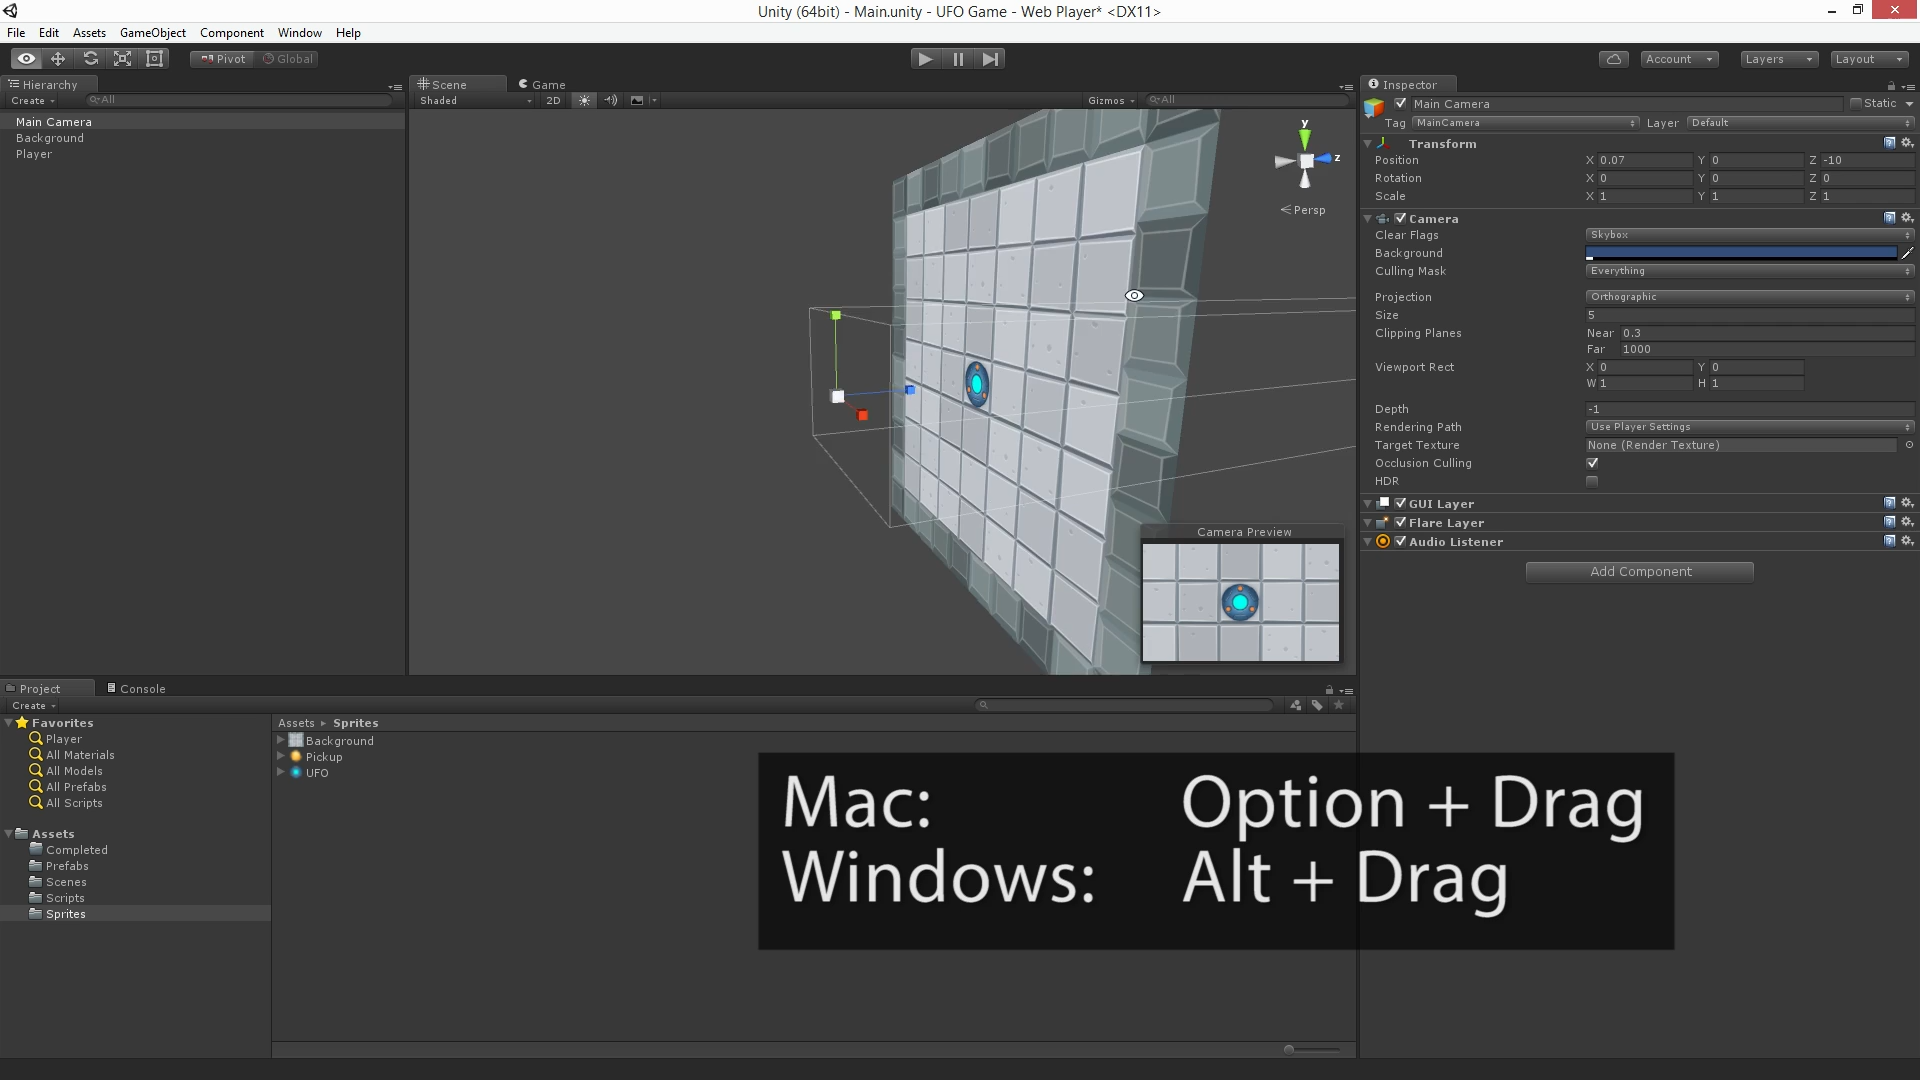 Unity (64bit) - Main.unity - UFO Game - Web Player* <DX11>
File Edit Assets GameObject Component Window Help
Pivot Global
Account Layers Layout
Hierarchy
Create All
Main Camera
Background
Player
Scene Game
Shaded 2D Gizmos All
y
z
Persp
Camera Preview
Inspector
Main Camera Static
Tag MainCamera Layer Default
Transform
Position X 0.07 Y 0 Z -10
Rotation X 0 Y 0 Z 0
Scale X 1 Y 1 Z 1
Camera
Clear Flags Skybox
Background
Culling Mask Everything
Projection Orthographic
Size 5
Clipping Planes Near 0.3
Far 1000
Viewport Rect X 0 Y 0
W 1 H 1
Depth -1
Rendering Path Use Player Settings
Target Texture None (Render Texture)
Occlusion Culling
HDR
GUI Layer
Flare Layer
Audio Listener
Add Component
Project Console
Create
Favorites
Player
All Materials
All Models
All Prefabs
All Scripts
Assets
Completed
Prefabs
Scenes
Scripts
Sprites
Assets Sprites
Background
Pickup
UFO
Mac: Option + Drag
Windows: Alt + Drag